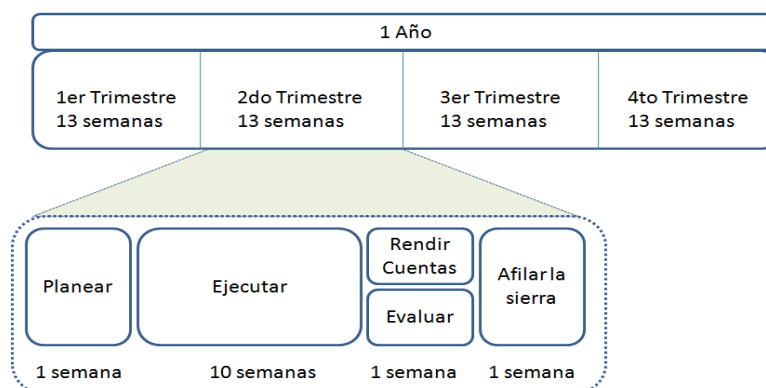 1 Año
1er Trimestre
13 semanas
2do Trimestre
13 semanas
3er Trimestre
13 semanas
4to Trimestre
13 semanas
Planear
Ejecutar
Rendir
Cuentas
Evaluar
Afilar la
sierra
1 semana
10 semanas
1 semana
1 semana